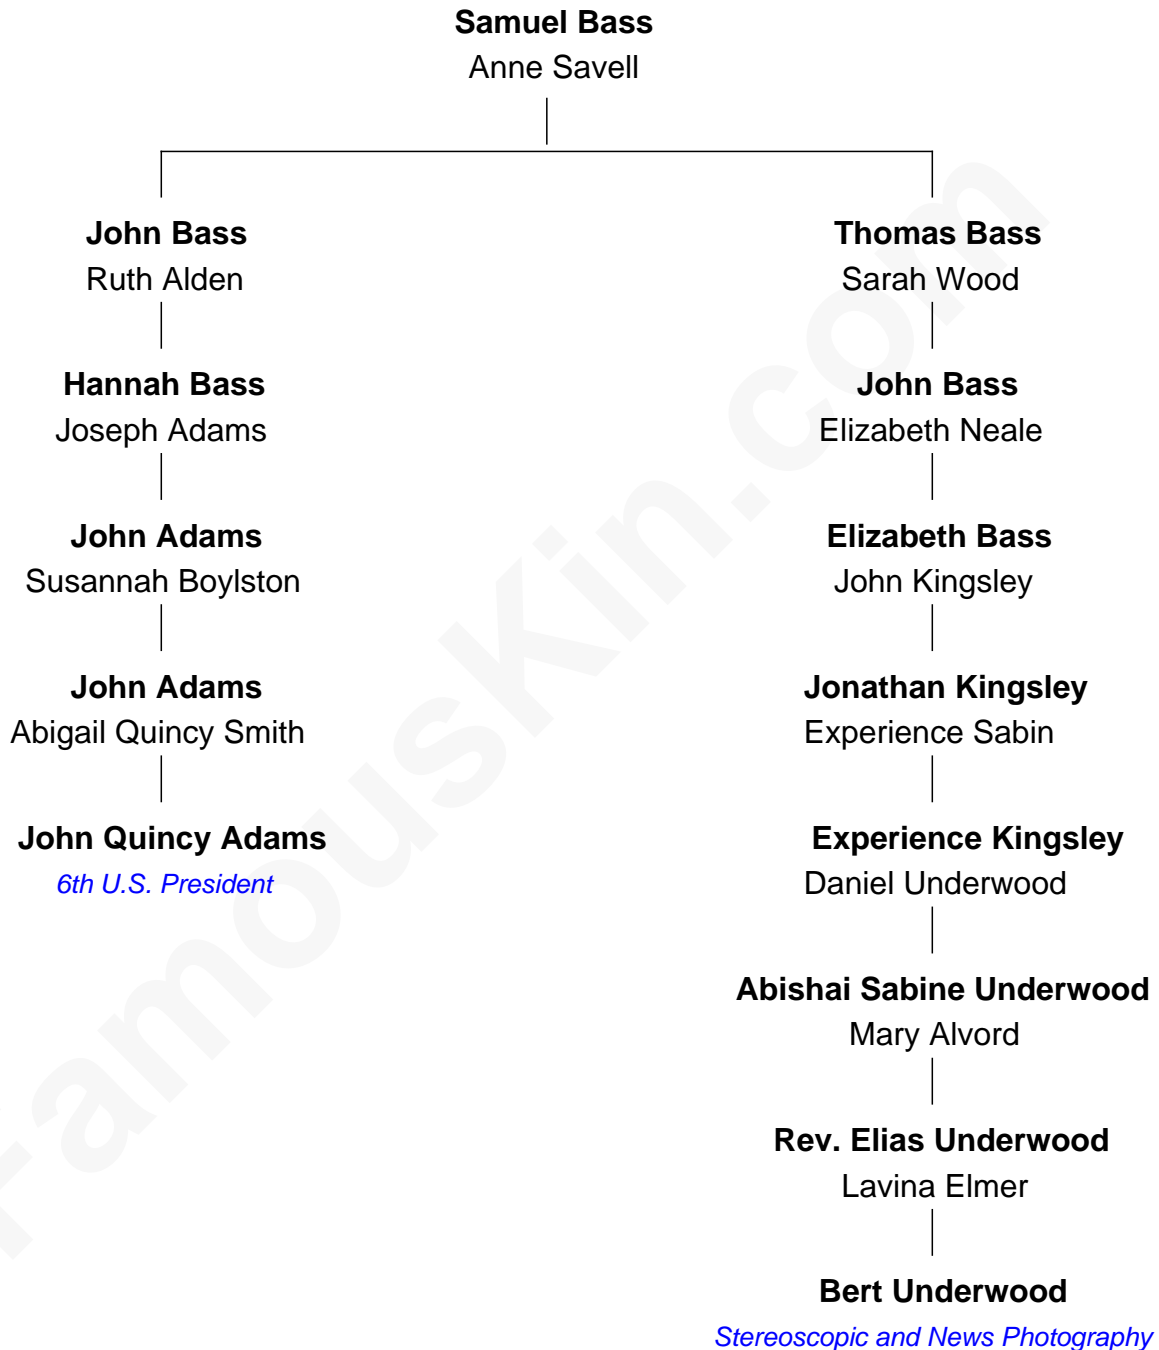 Samuel Bass
Anne Savell
John Bass
Ruth Alden
Hannah Bass
Joseph Adams
John Adams
Susannah Boylston
John Adams
Abigail Quincy Smith
John Quincy Adams
6th U.S. President
Thomas Bass
Sarah Wood
John Bass
Elizabeth Neale
Elizabeth Bass
John Kingsley
Jonathan Kingsley
Experience Sabin
Experience Kingsley
Daniel Underwood
Abishai Sabine Underwood
Mary Alvord
Rev. Elias Underwood
Lavina Elmer
Bert Underwood
Stereoscopic and News Photography
FamousKin.com